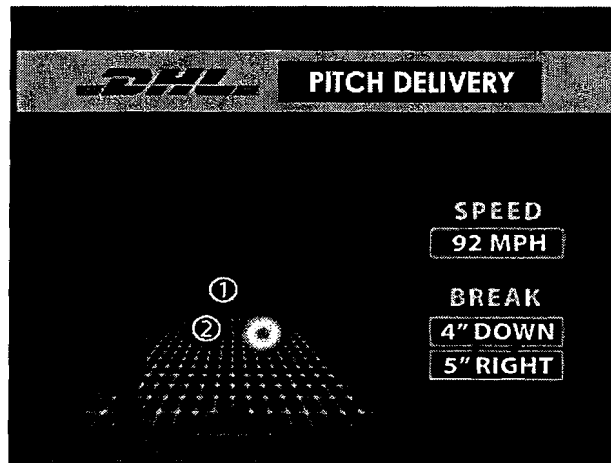 DHL
PITCH DELIVERY
SPEED
92 MPH
①
BREAK
②
4" DOWN
5" RIGHT